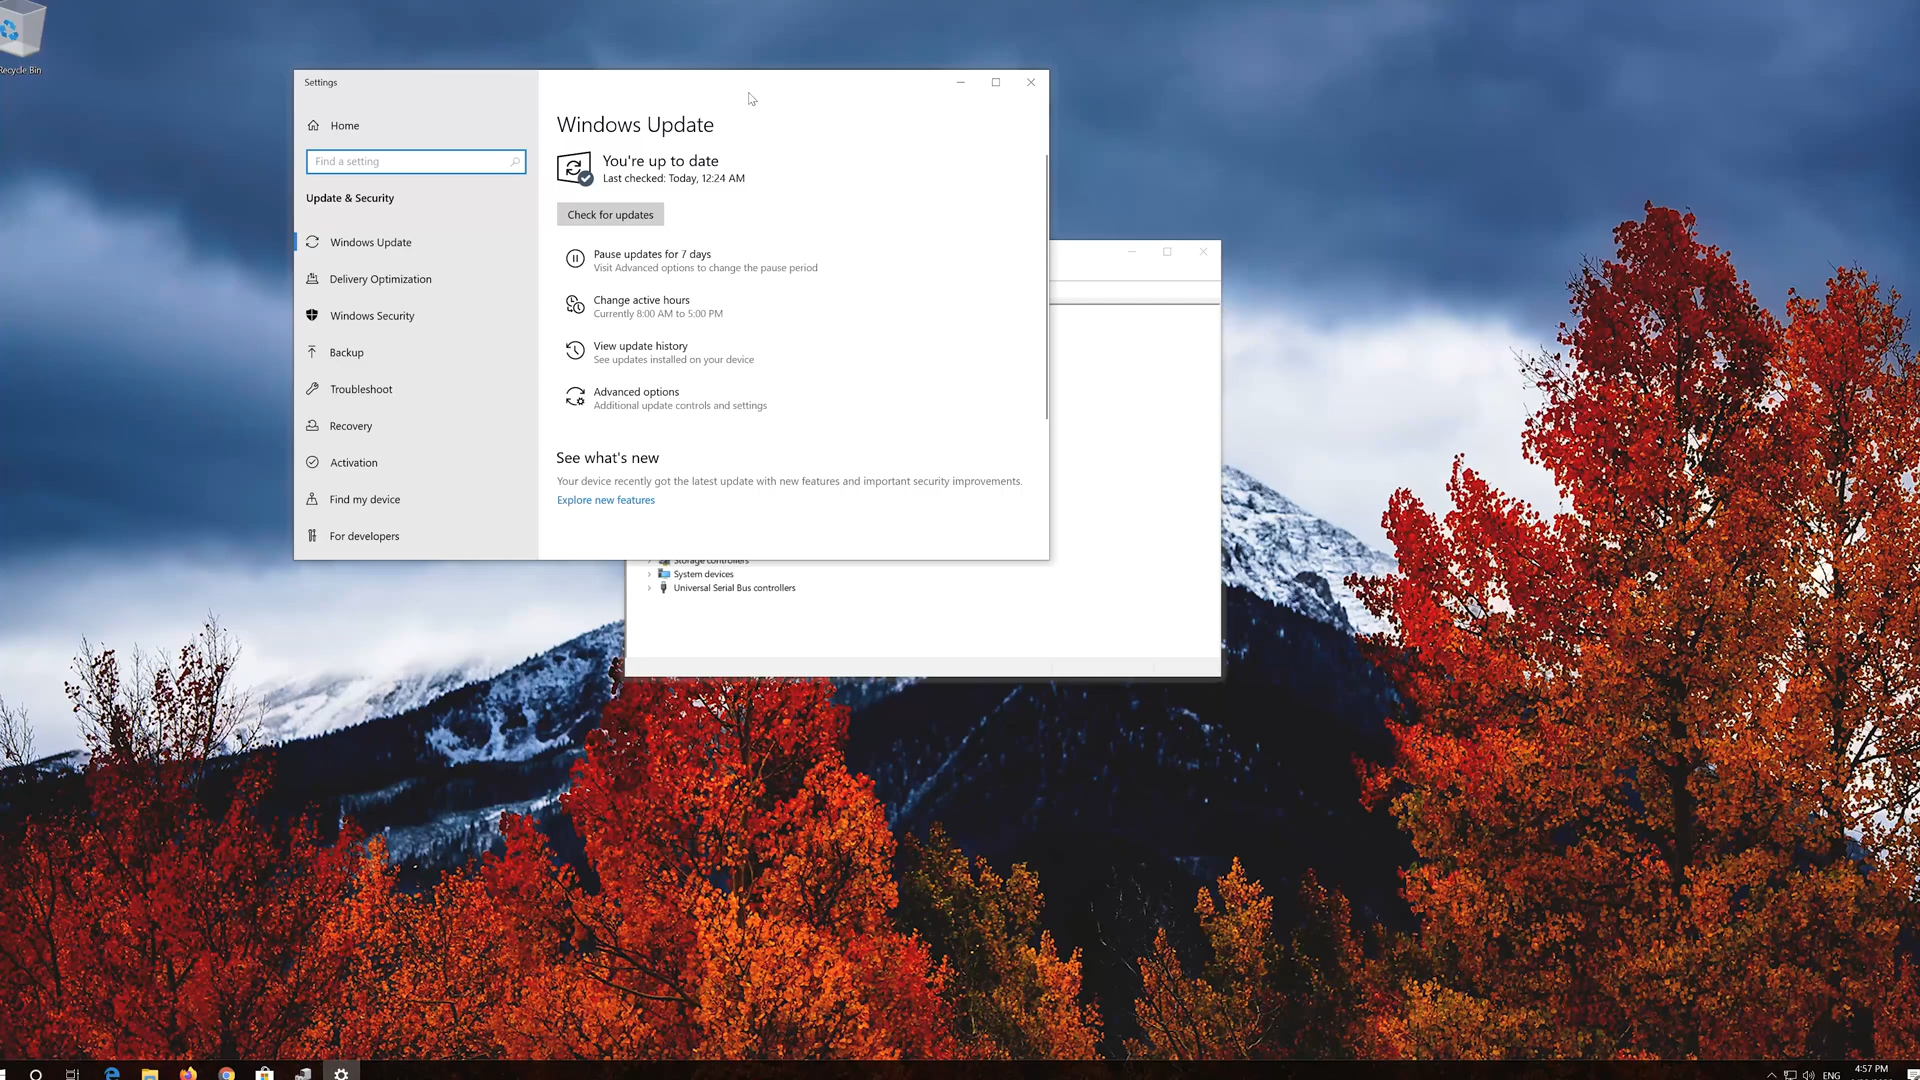 Recycle Bin
Settings
Home
Find a setting
Update & Security
Windows Update
Delivery Optimization
Windows Security
Backup
Troubleshoot
Recovery
Activation
Find my device
For developers
Windows Update
You're up to date
Last checked: Today, 12:24 AM
Check for updates
Pause updates for 7 days
Visit Advanced options to change the pause period
Change active hours
Currently 8:00 AM to 5:00 PM
View update history
See updates installed on your device
Advanced options
Additional update controls and settings
See what's new
Your device recently got the latest update with new features and important security improvements.
Explore new features
Storage controllers
System devices
Universal Serial Bus controllers
ENG
4:57 PM